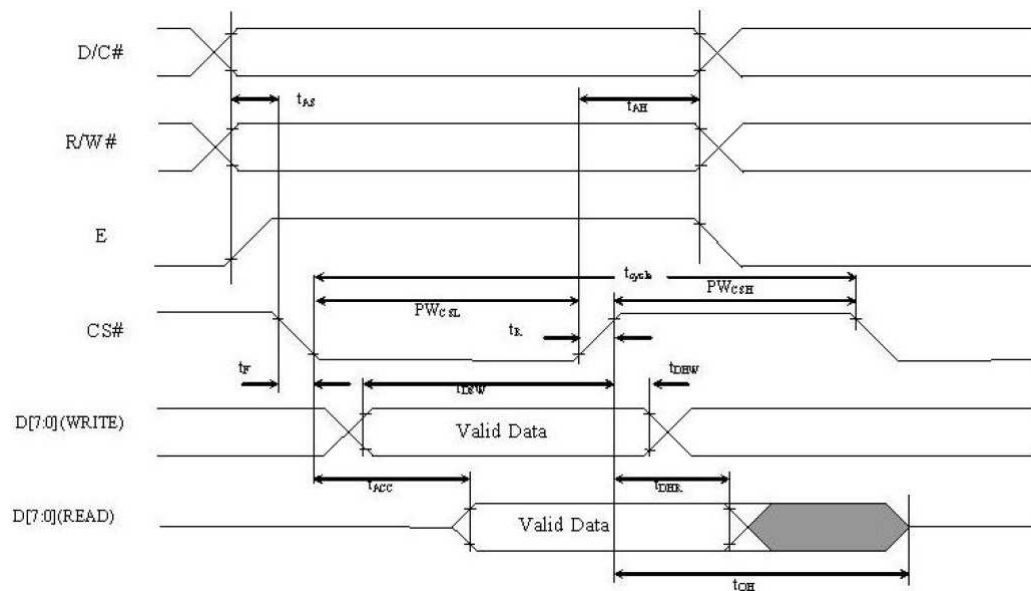 D/C#
tAS
tAH
R/W#
E
tcycle
PWCSL
PWCSH
CS#
tR
tF
tDSW
tDHW
D[7:0](WRITE)
Valid Data
tACC
tDHR
D[7:0](READ)
Valid Data
tOH